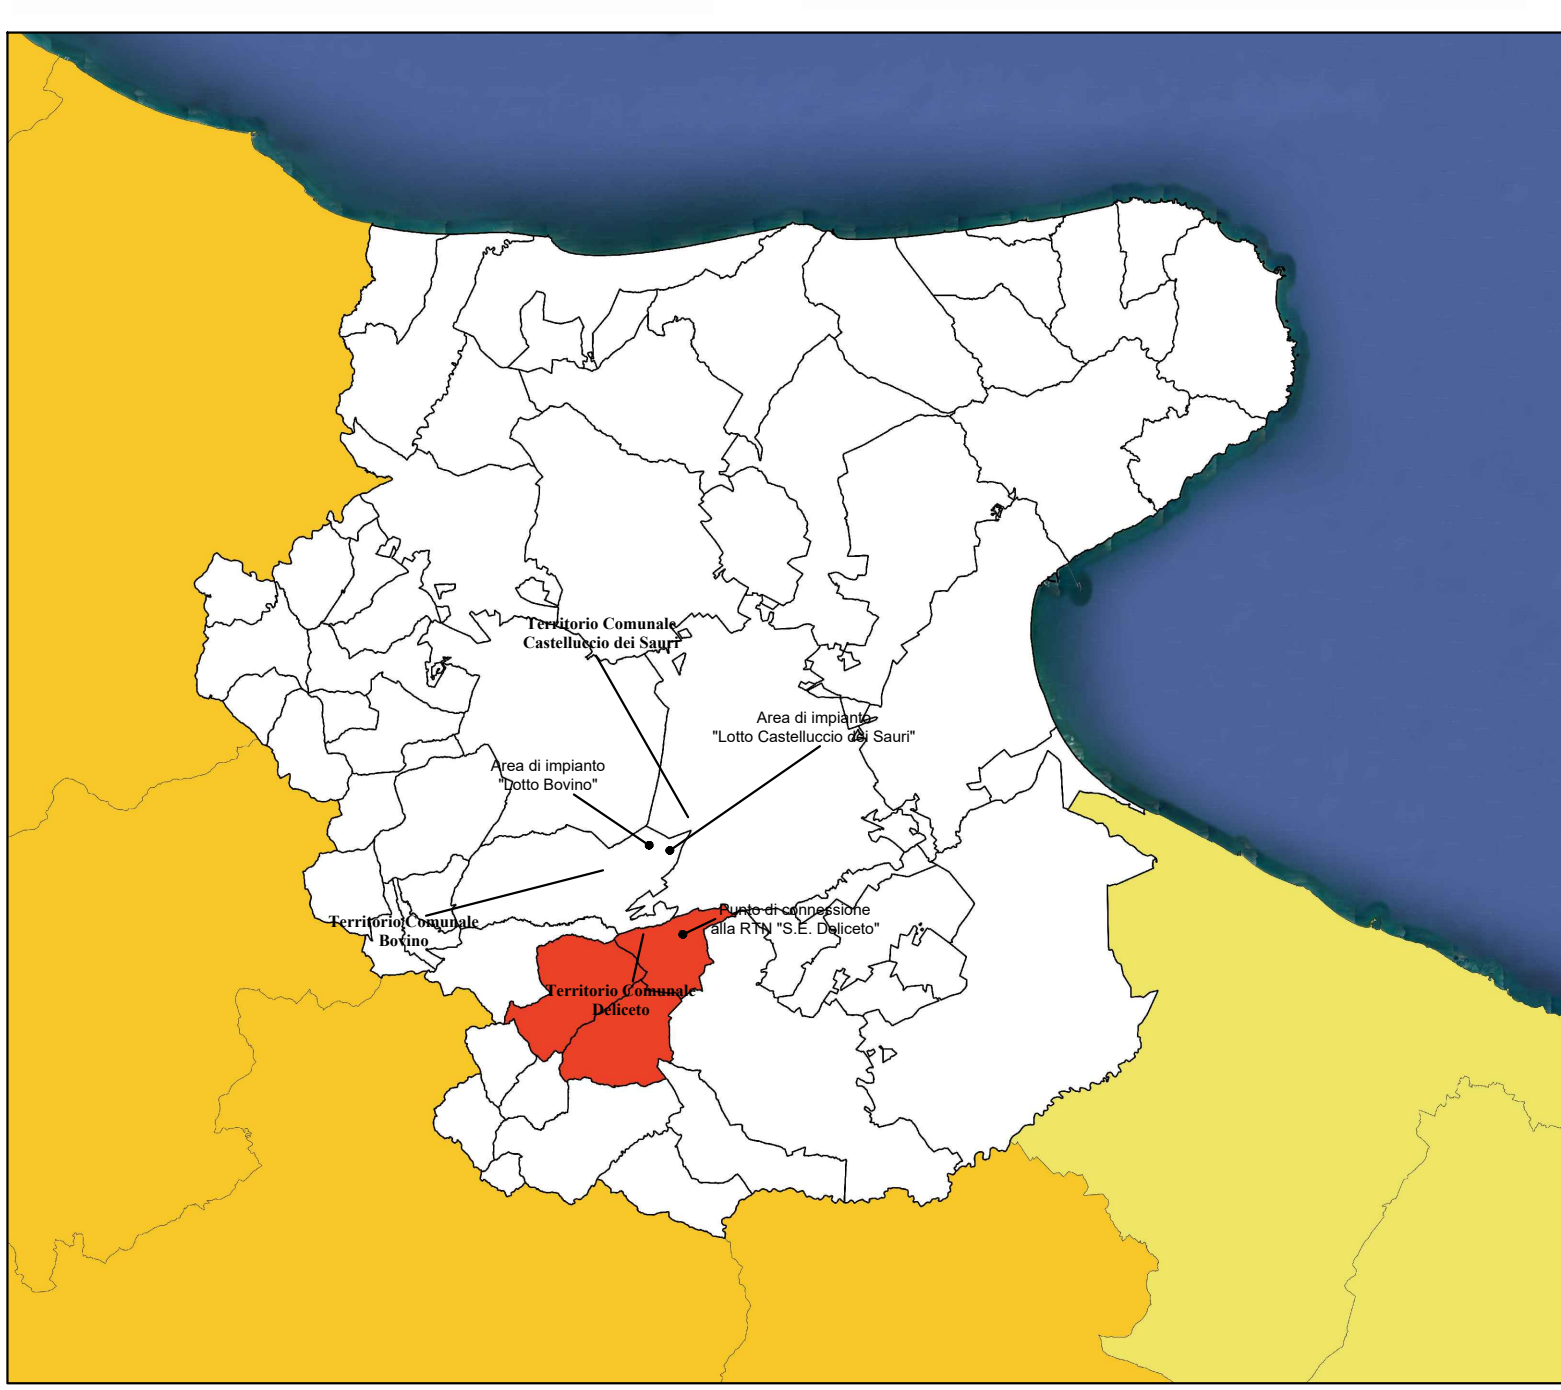 Territorio Comunale
Castelluccio dei Sauri
Area di impianto
"Lotto Castelluccio dei Sauri"
Area di impianto
"Lotto Bovino"
Territorio Comunale
Bovino
Punto di connessione
alla RTN "S.E. Deliceto"
Territorio Comunale
Deliceto